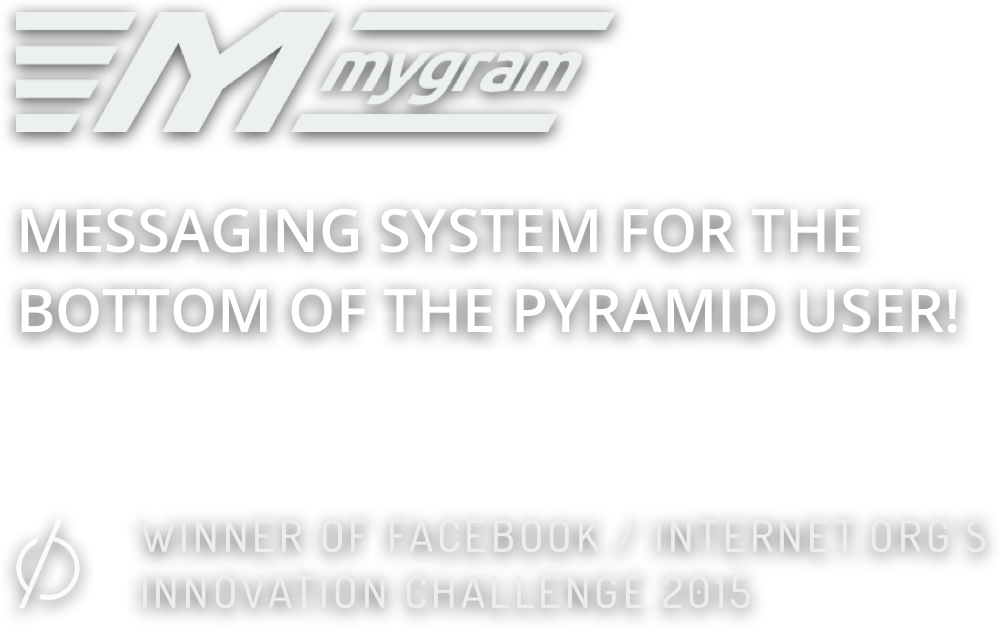 M mygram
MESSAGING SYSTEM FOR THE
BOTTOM OF THE PYRAMID USER!
WINNER OF FACEBOOK / INTERNET.ORG'S
INNOVATION CHALLENGE 2015